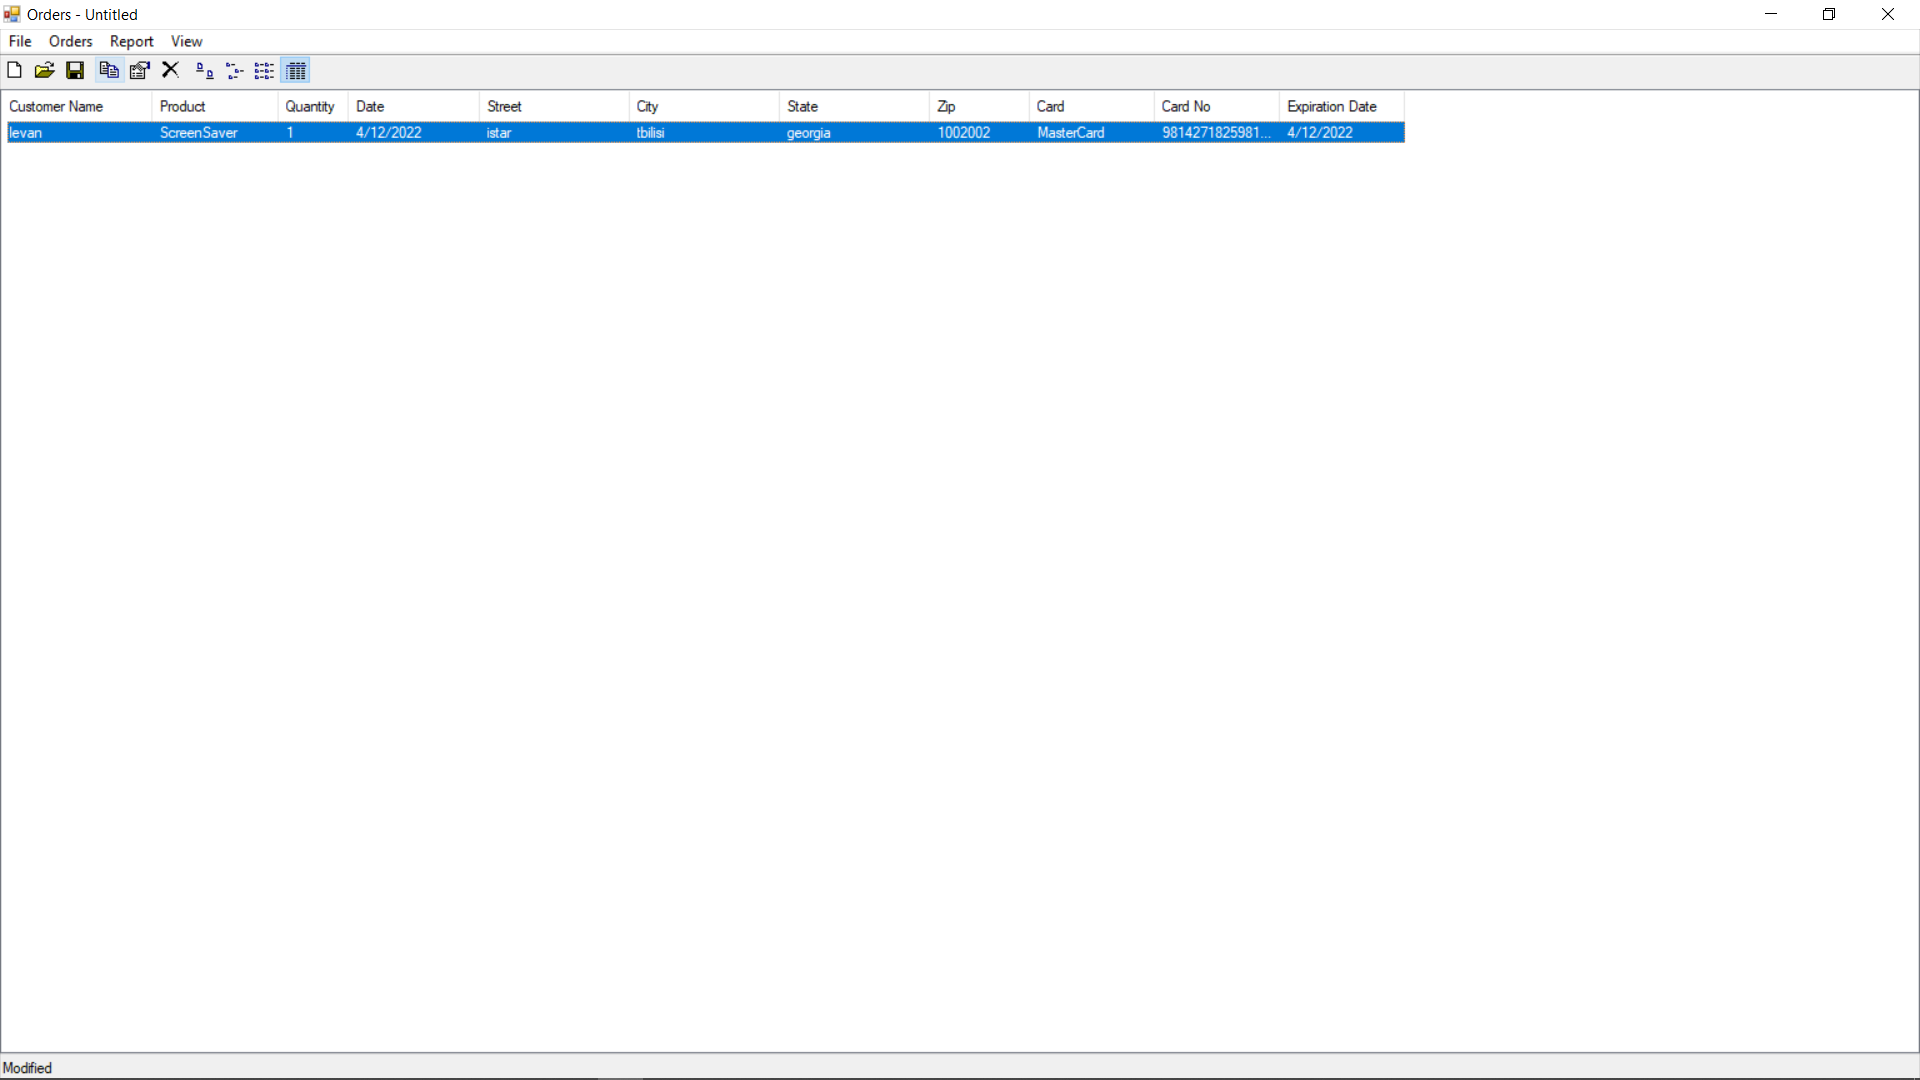 Orders - Untitled
File Orders Report View
Customer Name Product Quantity Date Street City State Zip Card Card No Expiration Date
levan ScreenSaver 1 4/12/2022 istar tbilisi georgia 1002002 MasterCard 9814271825981... 4/12/2022
Modified